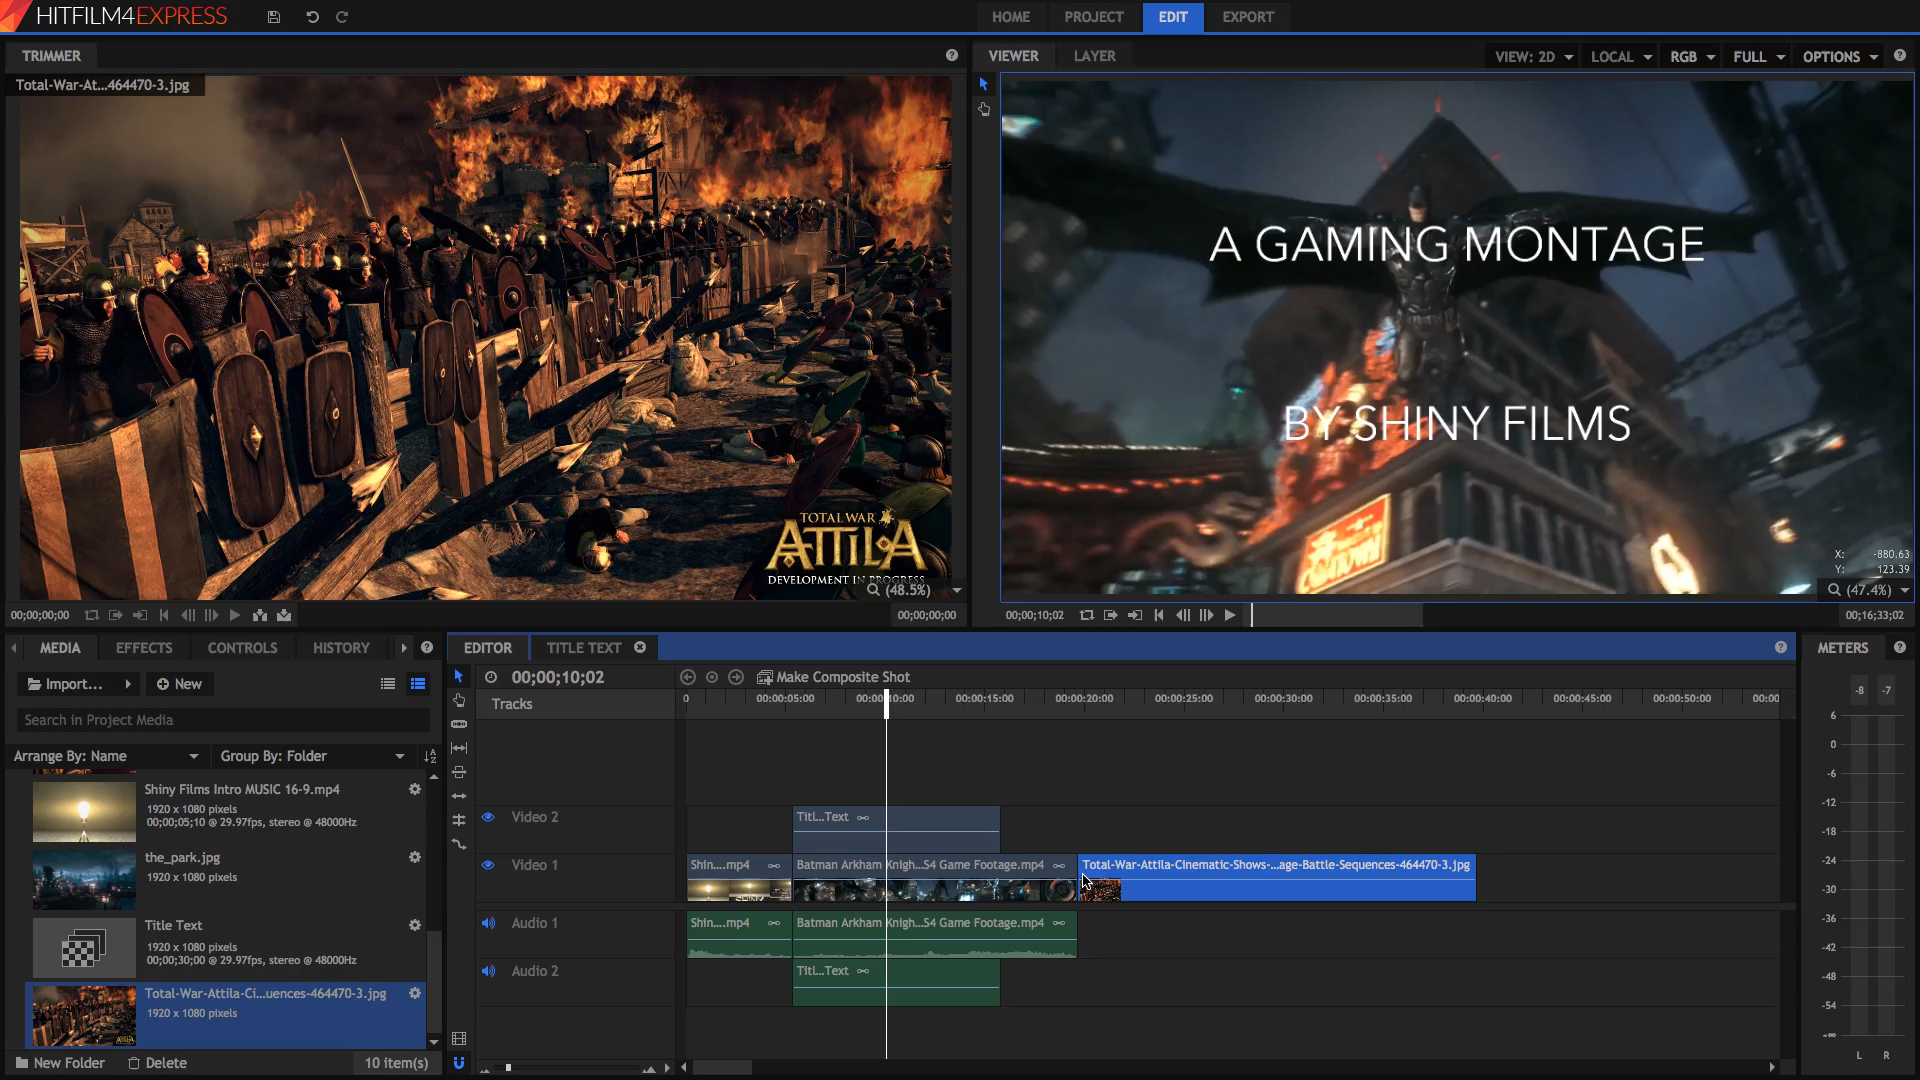 HITFILM4EXPRESS
HOME PROJECT EDIT EXPORT
TRIMMER
Total-War-At...464470-3.jpg
TOTAL WAR
ATTILA
DEVELOPMENT IN PROGRESS
(48.5%)
00;00;00;00
00;00;00;00
VIEWER LAYER VIEW: 2D LOCAL RGB FULL OPTIONS
A GAMING MONTAGE
BY SHINY FILMS
X: -880.63
Y: 123.39
(47.4%)
00;00;10;02
00;16;33;02
MEDIA EFFECTS CONTROLS HISTORY
Import... New
Search in Project Media
Arrange By: Name Group By: Folder
Shiny Films Intro MUSIC 16-9.mp4
1920 x 1080 pixels
00;00;05;10 @ 29.97fps, stereo @ 48000Hz
the_park.jpg
1920 x 1080 pixels
Title Text
1920 x 1080 pixels
00;00;30;00 @ 29.97fps, stereo @ 48000Hz
Total-War-Attila-Ci...uences-464470-3.jpg
1920 x 1080 pixels
New Folder Delete 10 item(s)
EDITOR TITLE TEXT
00;00;10;02 Make Composite Shot
Tracks
0 00:00:05:00 00:00:10:00 00:00:15:00 00:00:20:00 00:00:25:00 00:00:30:00 00:00:35:00 00:00:40:00 00:00:45:00 00:00:50:00 00:00
Video 2 Titl...Text
Video 1 Shin....mp4 Batman Arkham Knigh...S4 Game Footage.mp4 Total-War-Attila-Cinematic-Shows-...age-Battle-Sequences-464470-3.jpg
Audio 1 Shin....mp4 Batman Arkham Knigh...S4 Game Footage.mp4
Audio 2 Titl...Text
METERS
-8 -7
6
0
-6
-12
-18
-24
-30
-36
-42
-48
-54
-∞
L R